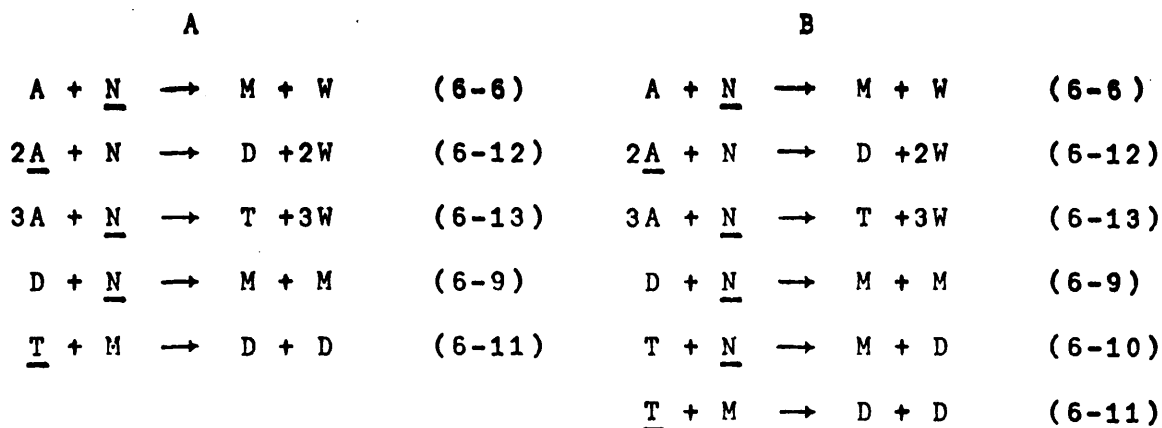 A
A + N → M + W (6-6)
2A + N → D +2W (6-12)
3A + N → T +3W (6-13)
D + N → M + M (6-9)
T + M → D + D (6-11)
B
A + N → M + W (6-6)
2A + N → D +2W (6-12)
3A + N → T +3W (6-13)
D + N → M + M (6-9)
T + N → M + D (6-10)
T + M → D + D (6-11)